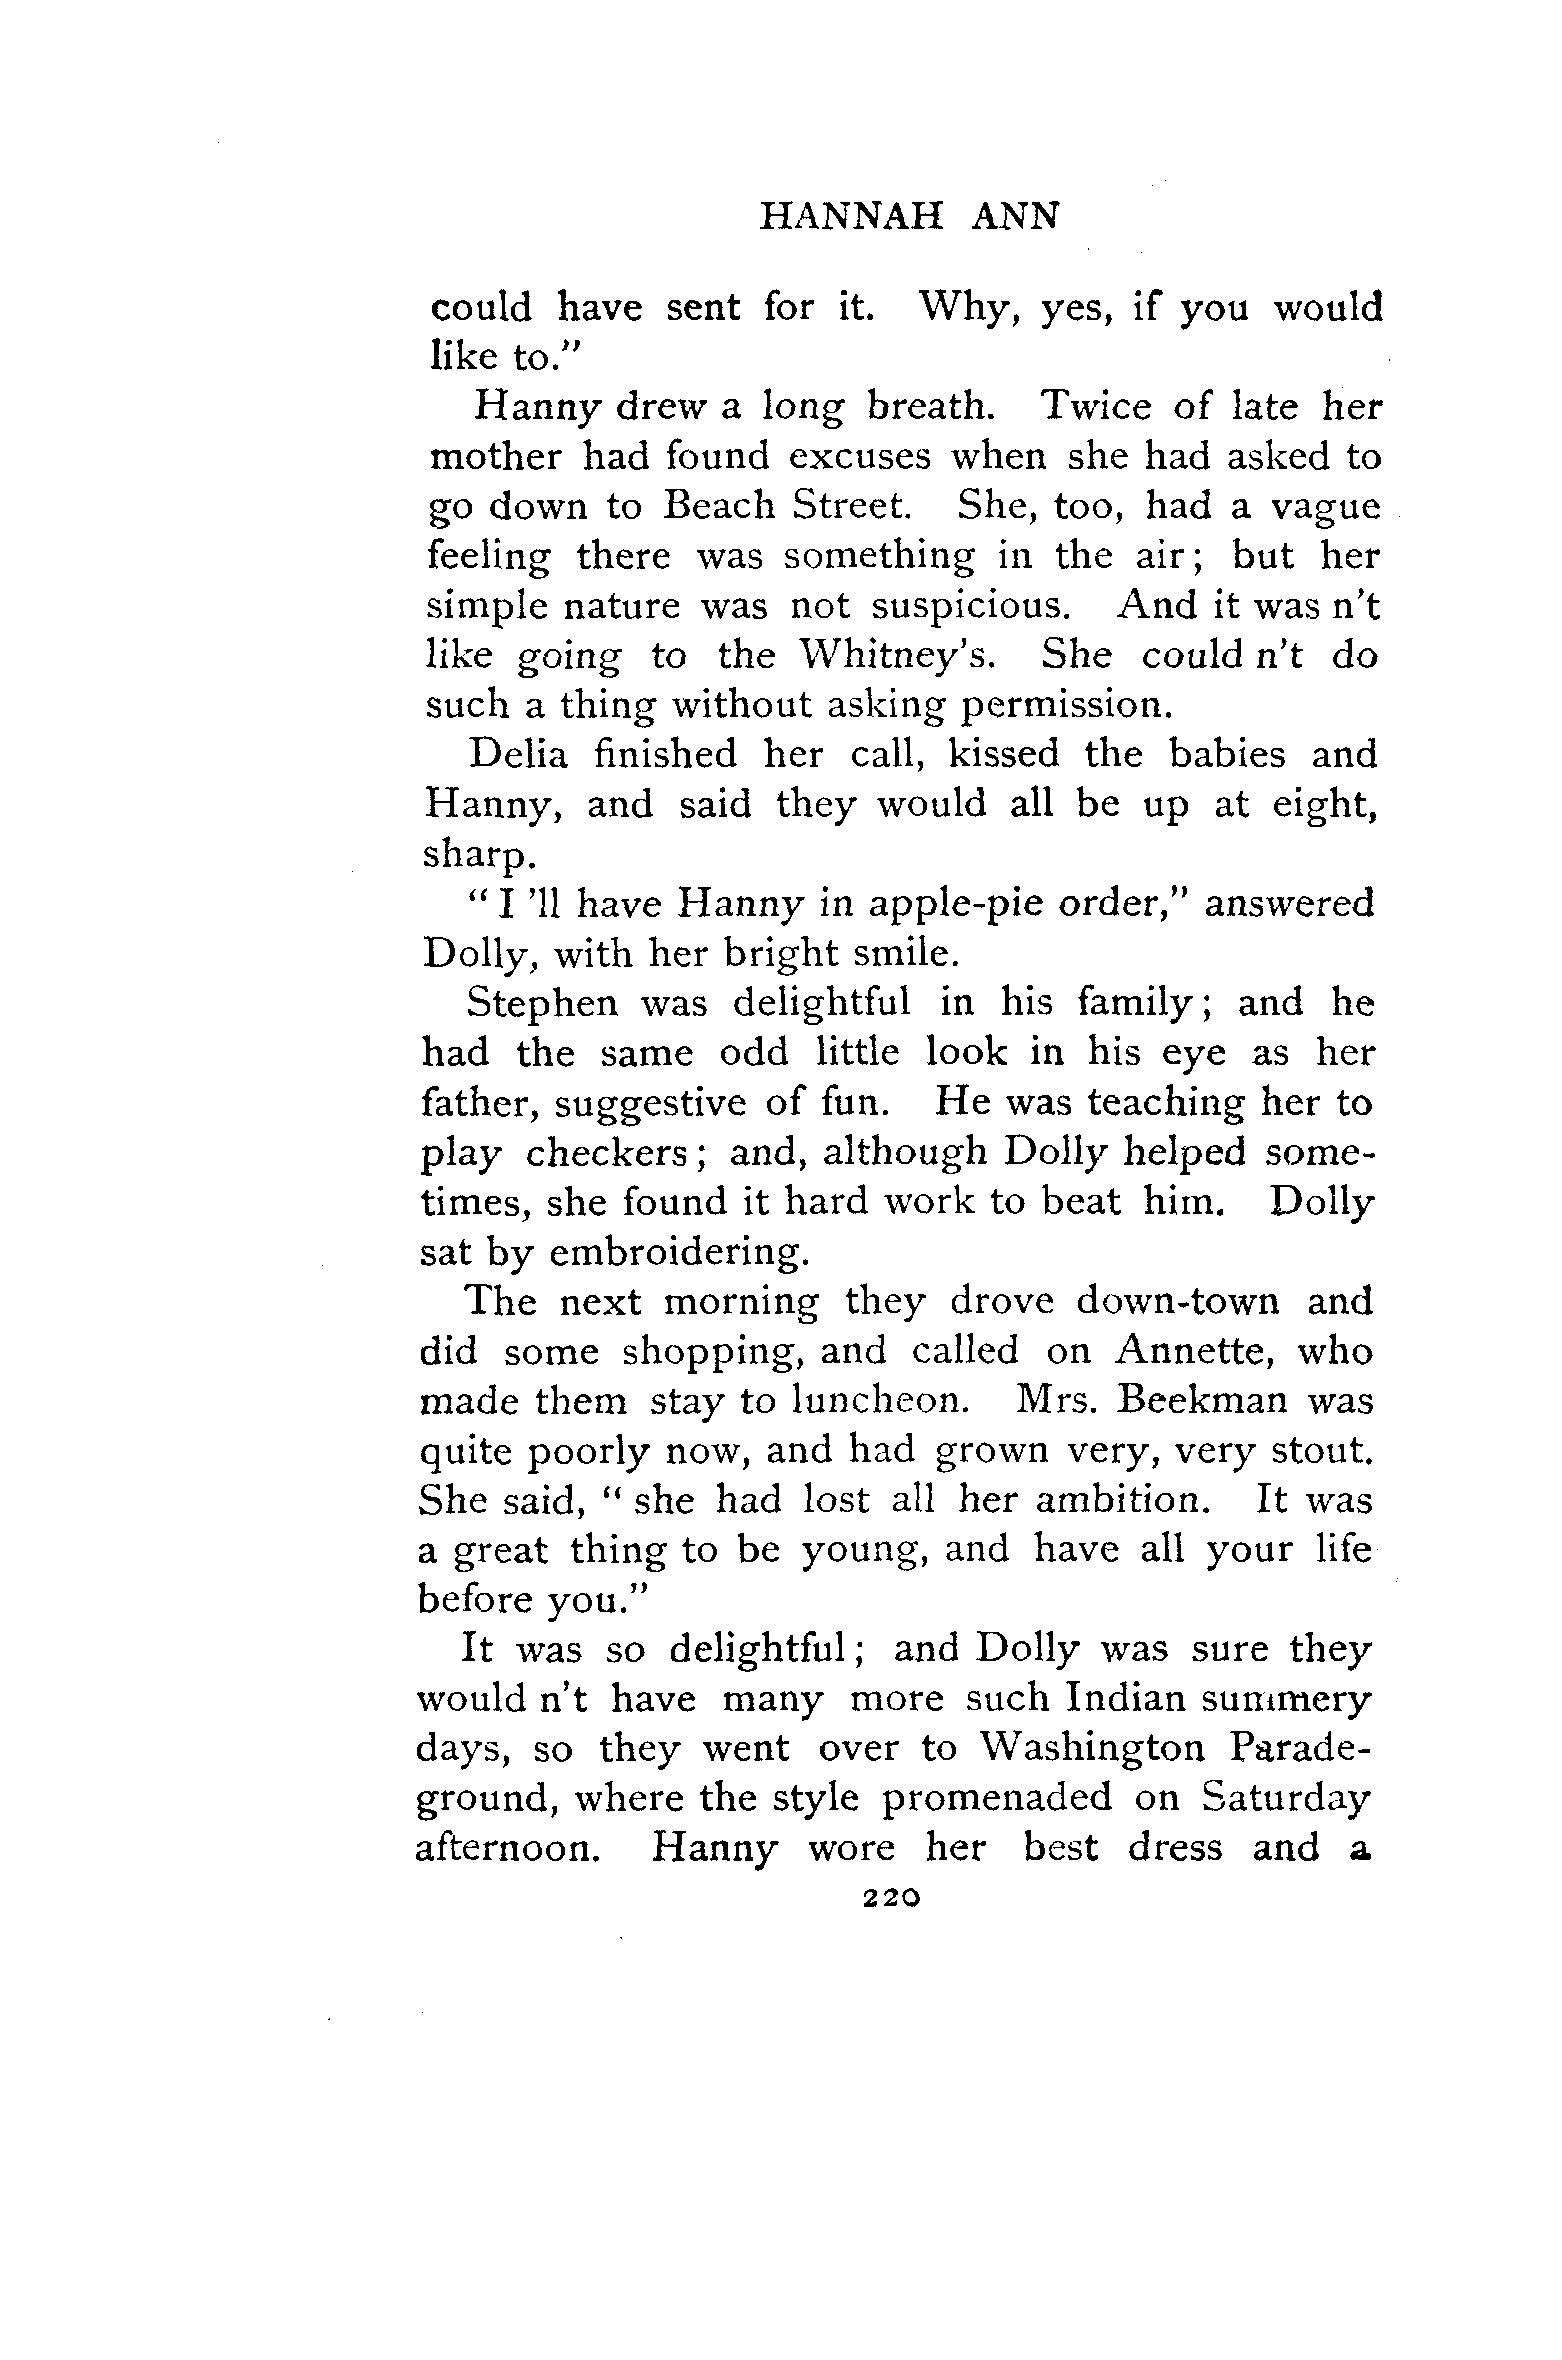 HANNAH ANN
could have sent for it. Why, yes, if you would
like to.”
Hanny drew a long breath. Twice of late her
mother had found excuses when she had asked to
go down to Beach Street. She, too, had a vague
feeling there was something in the air; but her
simple nature was not suspicious. And it was n’t
like going to the Whitney’s. She could n’t do
such a thing without asking permission.
Delia finished her call, kissed the babies and
Hanny, and said they would all be up at eight,
sharp.
“ I ’ll have Hanny in apple-pie order,” answered
Dolly, with her bright smile.
Stephen was delightful in his family; and he
had the same odd little look in his eye as her
father, suggestive of fun. He was teaching her to
play checkers; and, although Dolly helped some-
times, she found it hard work to beat him. Dolly
sat by embroidering.
The next morning they drove down-town and
did some shopping, and called on Annette, who
made them stay to luncheon. Mrs. Beekman was
quite poorly now, and had grown very, very stout.
She said, “ she had lost all her ambition. It was
a great thing to be young, and have all your life
before you.”
It was so delightful; and Dolly was sure they
would n’t have many more such Indian summery
days, so they went over to Washington Parade-
ground, where the style promenaded on Saturday
afternoon. Hanny wore her best dress and a
220